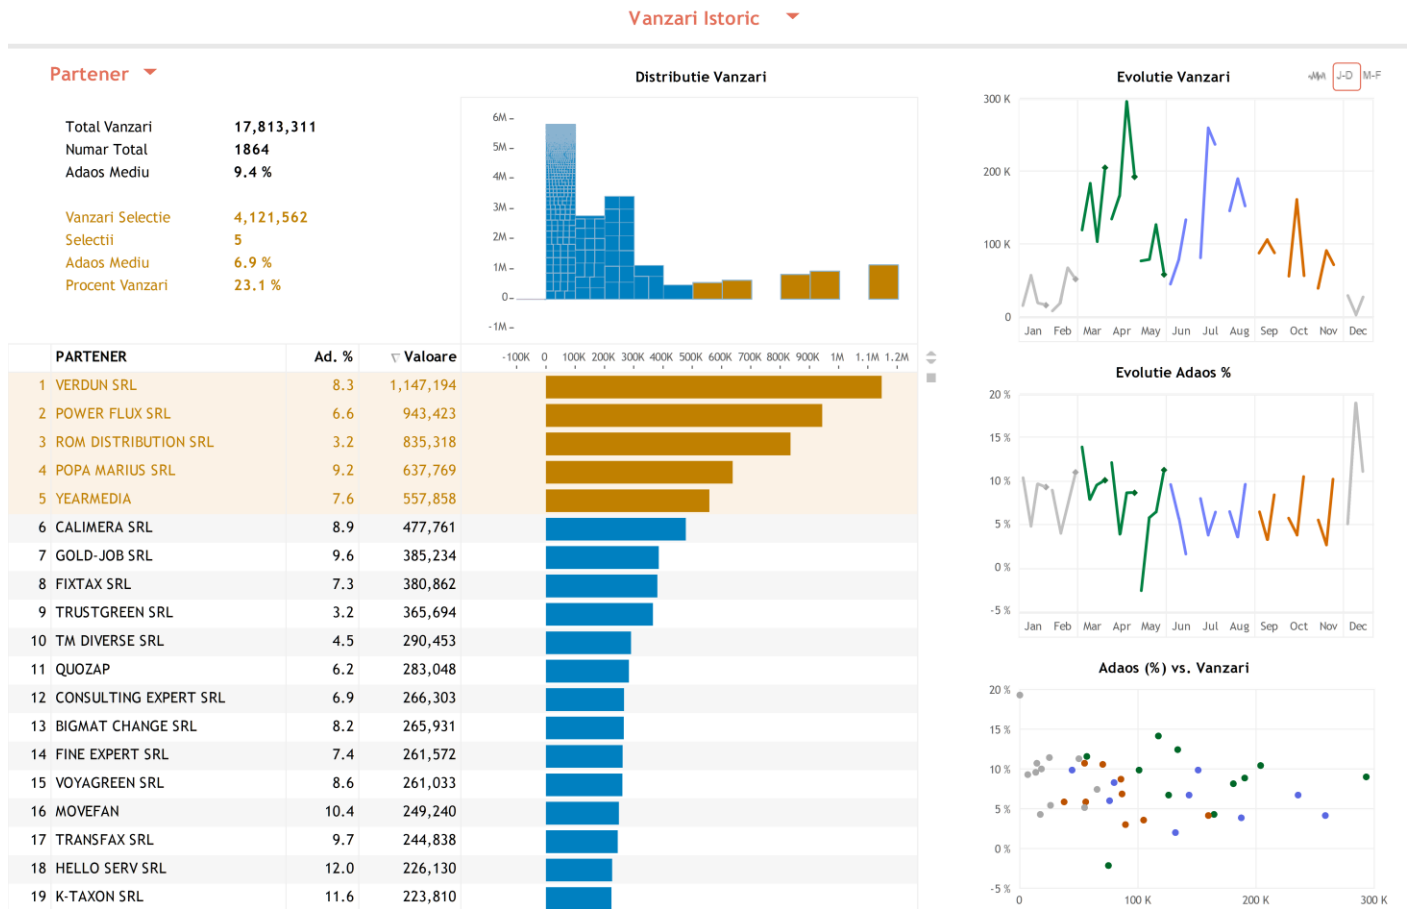 Vanzari Istoric
Partener
Total Vanzari 17,813,311
Numar Total 1864
Adaos Mediu 9.4 %
Vanzari Selectie 4,121,562
Selectii 5
Adaos Mediu 6.9 %
Procent Vanzari 23.1 %
Distributie Vanzari
6M
5M
4M
3M
2M
1M
0
-1M
PARTENER Ad. % Valoare
-100K 0 100K 200K 300K 400K 500K 600K 700K 800K 900K 1M 1.1M 1.2M
1 VERDUN SRL 8.3 1,147,194
2 POWER FLUX SRL 6.6 943,423
3 ROM DISTRIBUTION SRL 3.2 835,318
4 POPA MARIUS SRL 9.2 637,769
5 YEARMEDIA 7.6 557,858
6 CALIMERA SRL 8.9 477,761
7 GOLD-JOB SRL 9.6 385,234
8 FIXTAX SRL 7.3 380,862
9 TRUSTGREEN SRL 3.2 365,694
10 TM DIVERSE SRL 4.5 290,453
11 QUOZAP 6.2 283,048
12 CONSULTING EXPERT SRL 6.9 266,303
13 BIGMAT CHANGE SRL 8.2 265,931
14 FINE EXPERT SRL 7.4 261,572
15 VOYAGREEN SRL 8.6 261,033
16 MOVEFAN 10.4 249,240
17 TRANSFAX SRL 9.7 244,838
18 HELLO SERV SRL 12.0 226,130
19 K-TAXON SRL 11.6 223,810
Evolutie Vanzari
J-D M-F
300 K
200 K
100 K
0
Jan Feb Mar Apr May Jun Jul Aug Sep Oct Nov Dec
Evolutie Adaos %
20 %
15 %
10 %
5 %
0 %
-5 %
Jan Feb Mar Apr May Jun Jul Aug Sep Oct Nov Dec
Adaos (%) vs. Vanzari
20 %
15 %
10 %
5 %
0 %
-5 %
0 100 K 200 K 300 K